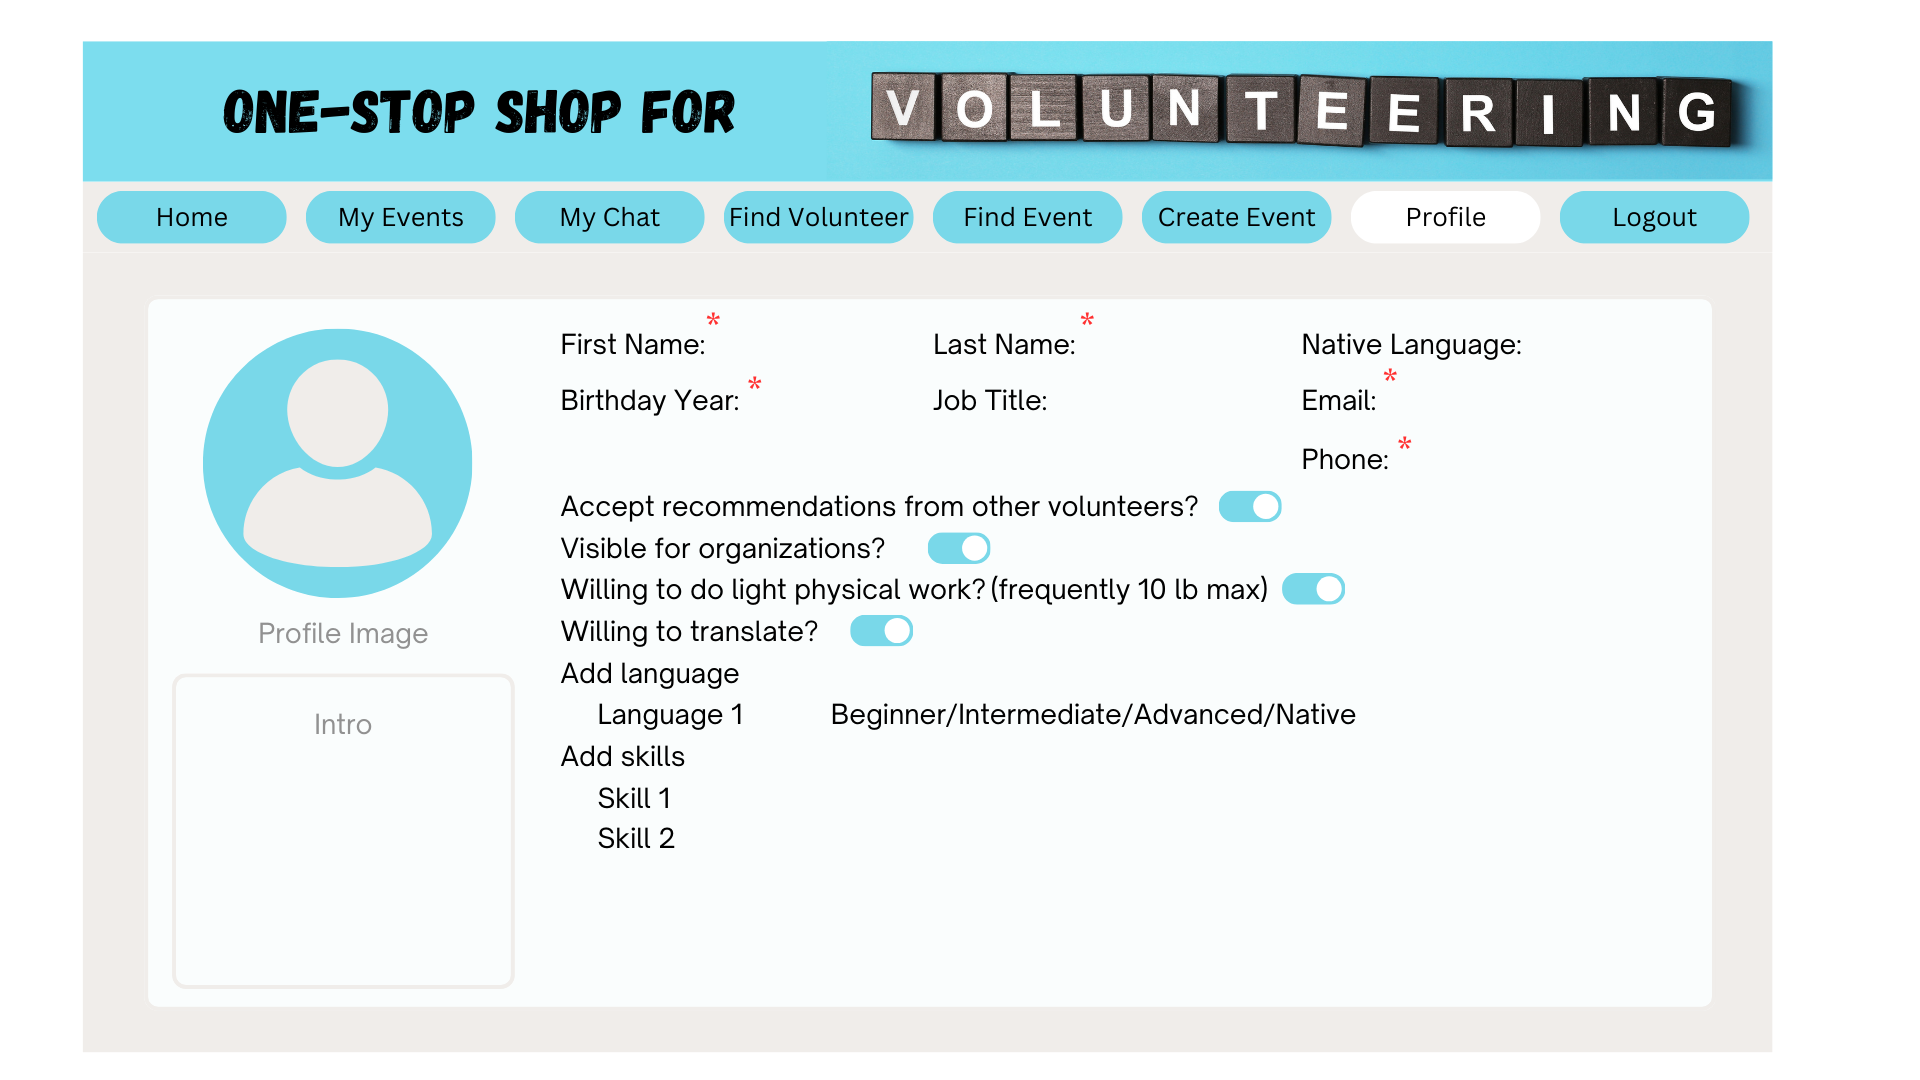 ONE-STOP SHOP FOR VOLUNTEERING
Home My Events My Chat Find Volunteer Find Event Create Event Profile Logout
First Name: * Last Name: * Native Language:
Birthday Year: * Job Title: Email: *
Phone: *
Accept recommendations from other volunteers?
Visible for organizations?
Willing to do light physical work? (frequently 10 lb max)
Willing to translate?
Profile Image
Add language
Language 1 Beginner/Intermediate/Advanced/Native
Intro
Add skills
Skill 1
Skill 2